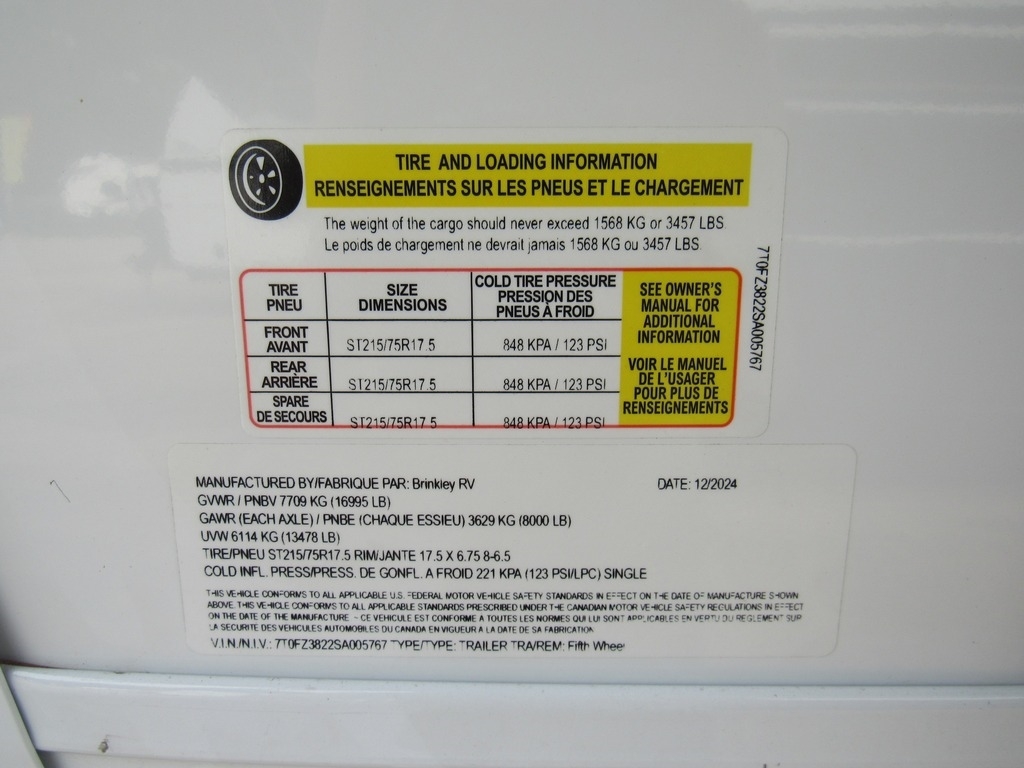 TIRE AND LOADING INFORMATION
RENSEIGNEMENTS SUR LES PNEUS ET LE CHARGEMENT
The weight of the cargo should never exceed 1568 KG or 3457 LBS.
Le poids de chargement ne devrait jamais 1568 KG ou 3457 LBS.
TIRE PNEU SIZE DIMENSIONS COLD TIRE PRESSURE PRESSION DES PNEUS À FROID
FRONT AVANT ST215/75R17.5 848 KPA / 123 PSI
REAR ARRIÈRE ST215/75R17.5 848 KPA / 123 PSI
SPARE DE SECOURS ST215/75R17.5 848 KPA / 123 PSI
SEE OWNER'S
MANUAL FOR
ADDITIONAL
INFORMATION
VOIR LE MANUEL
DE L'USAGER
POUR PLUS DE
RENSEIGNEMENTS
7T0FZ3822SA005767
MANUFACTURED BY/FABRIQUE PAR: Brinkley RV DATE: 12/2024
GVWR / PNBV 7709 KG (16995 LB)
GAWR (EACH AXLE) / PNBE (CHAQUE ESSIEU) 3629 KG (8000 LB)
UVW 6114 KG (13478 LB)
TIRE/PNEU ST215/75R17.5 RIM/JANTE 17.5 X 6.75 8-6.5
COLD INFL. PRESS/PRESS. DE GONFL. A FROID 221 KPA (123 PSI/LPC) SINGLE
THIS VEHICLE CONFORMS TO ALL APPLICABLE U.S. FEDERAL MOTOR VEHICLE SAFETY STANDARDS IN EFFECT ON THE DATE OF MANUFACTURE SHOWN
ABOVE. THIS VEHICLE CONFORMS TO ALL APPLICABLE STANDARDS PRESCRIBED UNDER THE CANADIAN MOTOR VEHICLE SAFETY REGULATIONS IN EFFECT
ON THE DATE OF THE MANUFACTURE - CE VEHICULE EST CONFORME A TOUTES LES NORMES QUI LUI SONT APPLICABLES EN VERTU DU REGLEMENT SUR
LA SECURITE DES VEHICULES AUTOMOBILES DU CANADA EN VIGUEUR A LA DATE DE SA FABRICATION
V.I.N./N.I.V.: 7T0FZ3822SA005767 TYPE/TYPE: TRAILER TRA/REM: Fifth Wheel